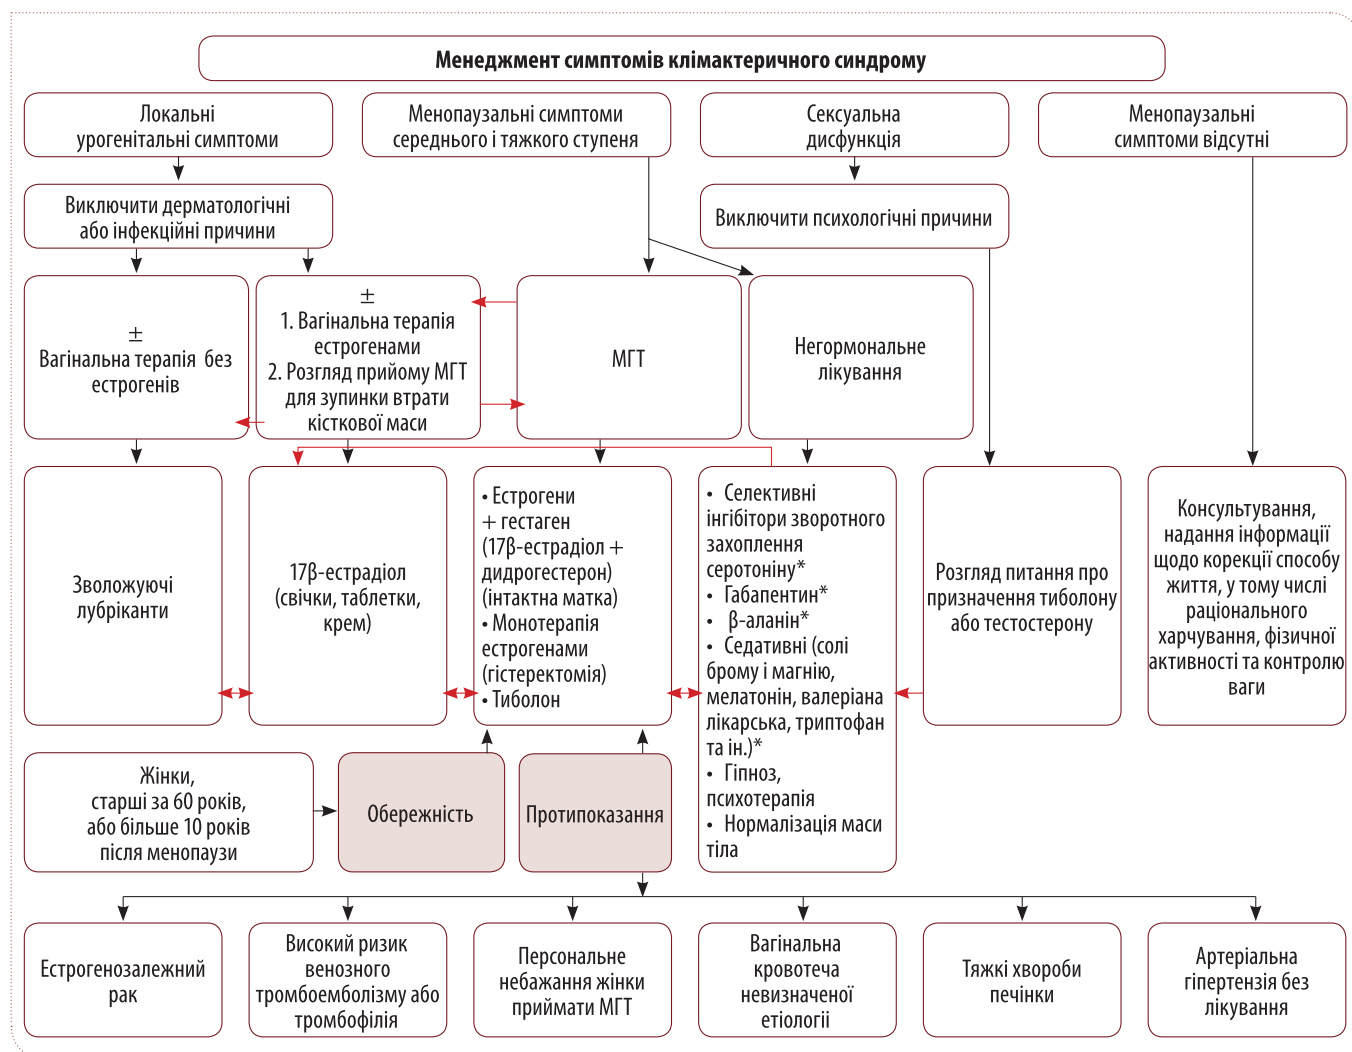 Менеджмент симптомів клімактеричного синдрому
Локальні
урогенітальні симптоми
Менопаузальні симптоми
середнього і тяжкого ступеня
Сексуальна
дисфункція
Менопаузальні
симптоми відсутні
Виключити дерматологічні
або інфекційні причини
Виключити психологічні причини
±
Вагінальна терапія без
естрогенів
±
1. Вагінальна терапія
естрогенами
2. Розгляд прийому МГТ
для зупинки втрати
кісткової маси
МГТ
Негормональне
лікування
Зволожуючі
лубріканти
17β-естрадіол
(свічки, таблетки,
крем)
• Естрогени
+ гестаген
(17β-естрадіол +
дидрогестерон)
(інтактна матка)
• Монотерапія
естрогенами
(гістеректомія)
• Тиболон
• Селективні
інгібітори зворотного
захоплення
серотоніну*
• Габапентин*
• β-аланін*
• Седативні (солі
брому і магнію,
мелатонін, валеріана
лікарська, триптофан
та ін.)*
• Гіпноз,
психотерапія
• Нормалізація маси
тіла
Розгляд питання про
призначення тиболону
або тестостерону
Консультування,
надання інформації
щодо корекції способу
життя, у тому числі
раціонального
харчування, фізичної
активності та контролю
ваги
Жінки,
старші за 60 років,
або більше 10 років
після менопаузи
Обережність
Протипоказання
Естрогенозалежний
рак
Високий ризик
венозного
тромбоемболізму або
тромбофілія
Персональне
небажання жінки
приймати МГТ
Вагінальна
кровотеча
невизначеної
етіології
Тяжкі хвороби
печінки
Артеріальна
гіпертензія без
лікування